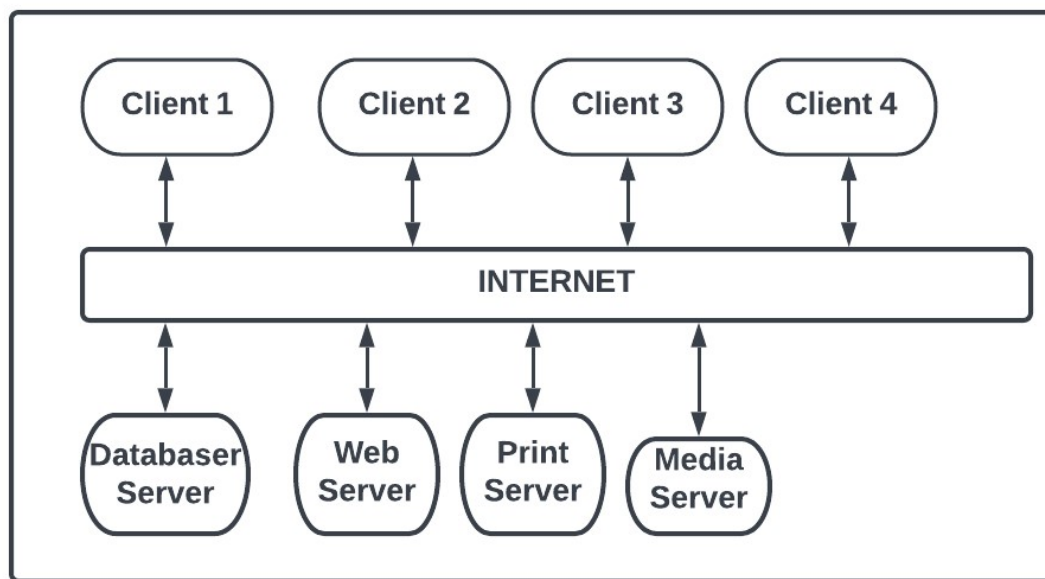 Client 1
Client 2
Client 3
Client 4
INTERNET
Databaser
Server
Web
Server
Print
Server
Media
Server